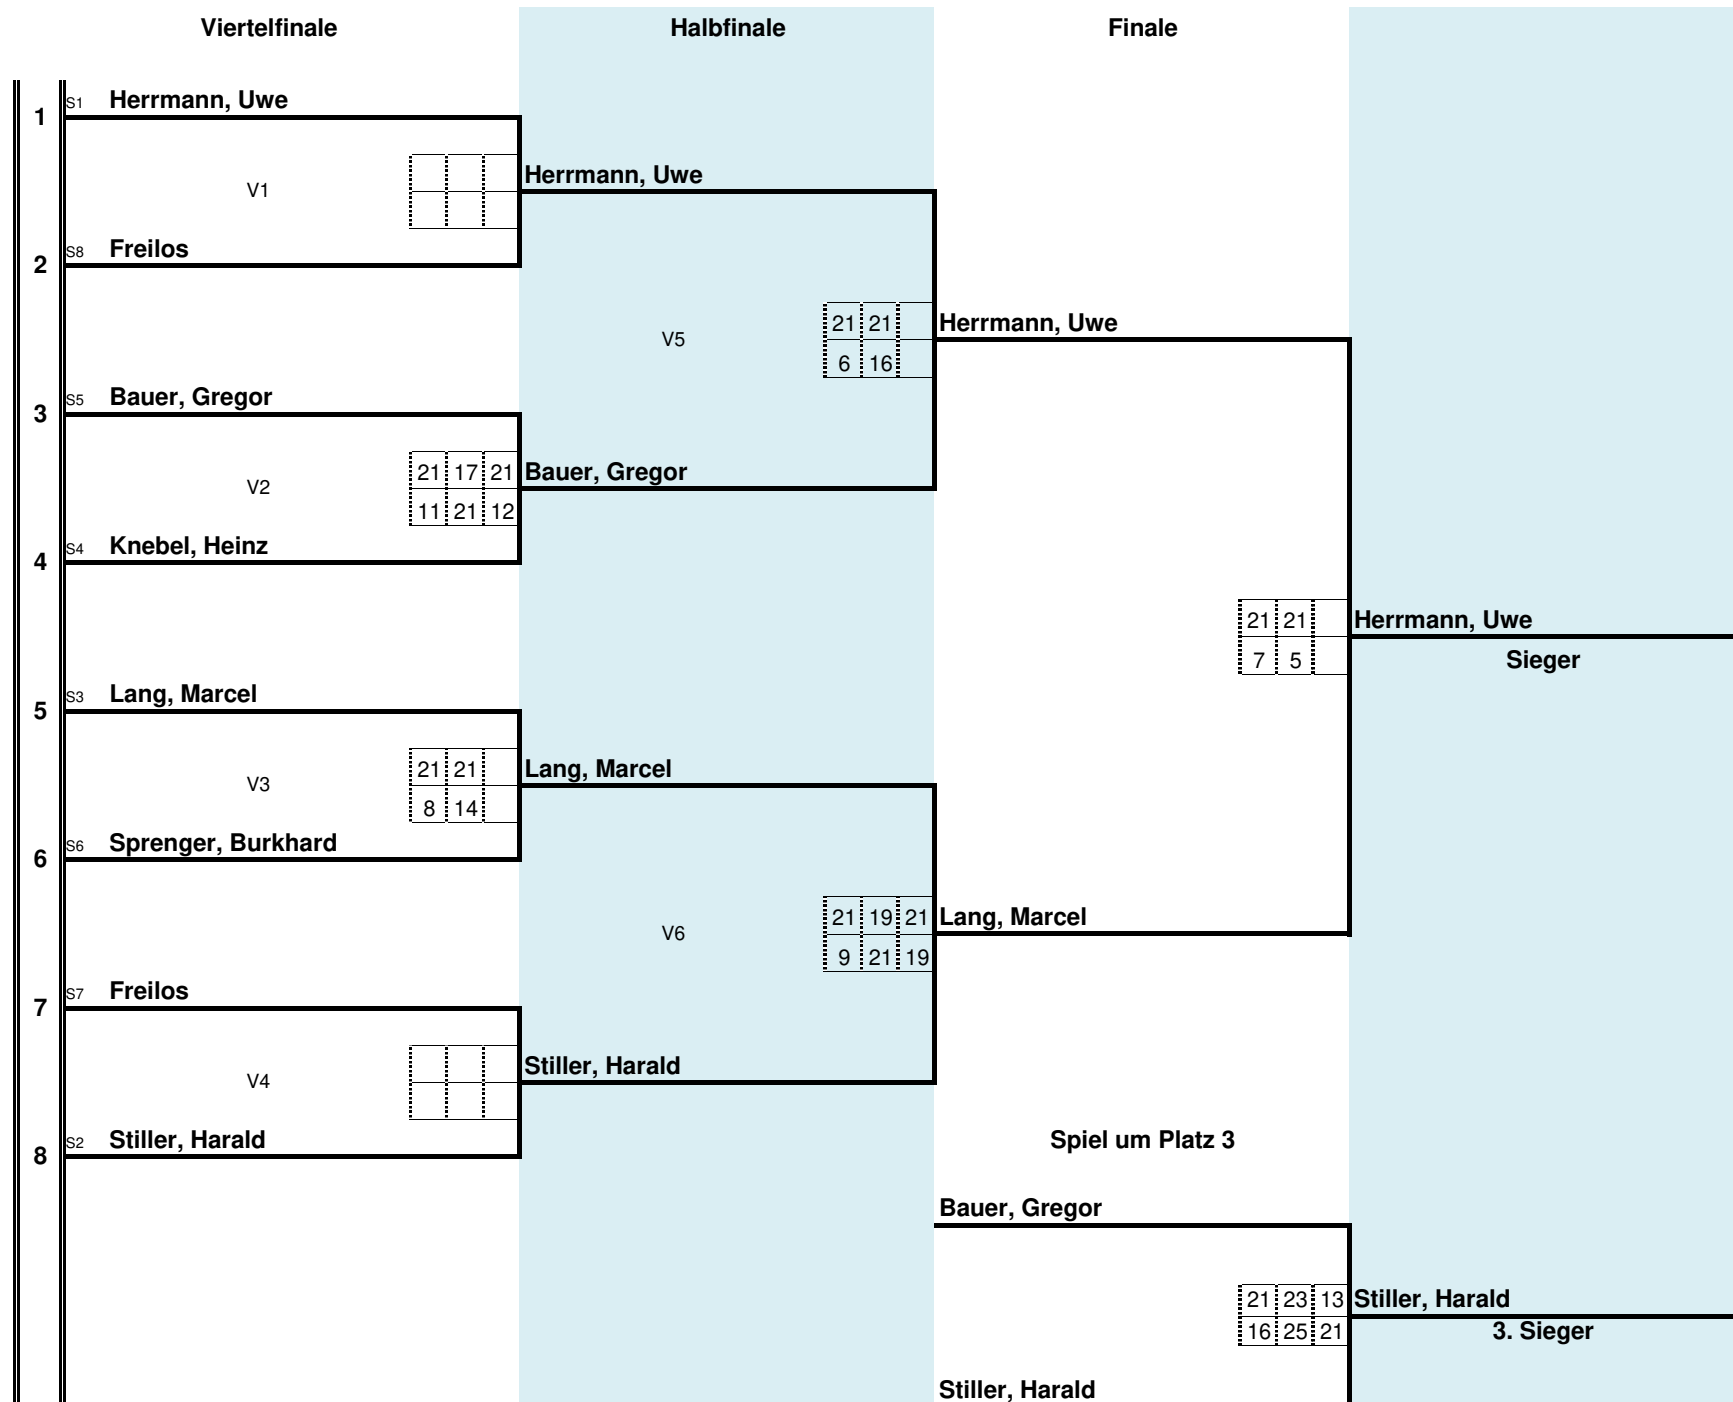 Viertelfinale Halbfinale Finale
S1 Herrmann, Uwe
1
Herrmann, Uwe
V1
S8 Freilos
2
21 21 Herrmann, Uwe
V5
6 16
S5 Bauer, Gregor
3
21 17 21 Bauer, Gregor
V2
11 21 12
S4 Knebel, Heinz
4
21 21 Herrmann, Uwe
7 5 Sieger
S3 Lang, Marcel
5
21 21 Lang, Marcel
V3
8 14
S6 Sprenger, Burkhard
6
21 19 21 Lang, Marcel
V6
9 21 19
S7 Freilos
7
Stiller, Harald
V4
S2 Stiller, Harald Spiel um Platz 3
8
Bauer, Gregor
21 23 13 Stiller, Harald
16 25 21 3. Sieger
Stiller, Harald